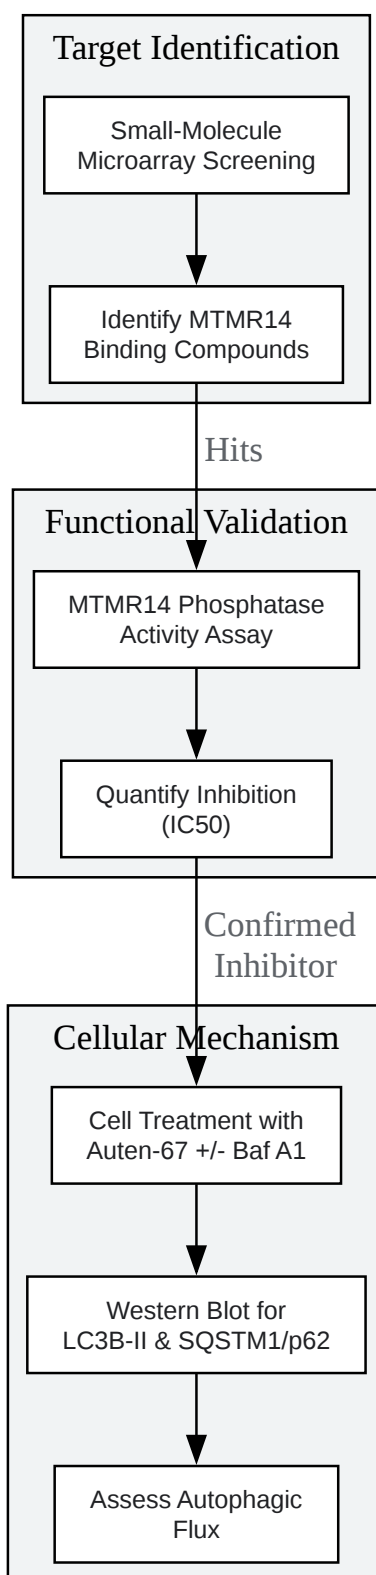 Target Identification
Small-Molecule
Microarray Screening
Identify MTMR14
Binding Compounds
Hits
Functional Validation
MTMR14 Phosphatase
Activity Assay
Quantify Inhibition
(IC50)
Confirmed
Inhibitor
Cellular Mechanism
Cell Treatment with
Auten-67 +/- Baf A1
Western Blot for
LC3B-II & SQSTM1/p62
Assess Autophagic
Flux